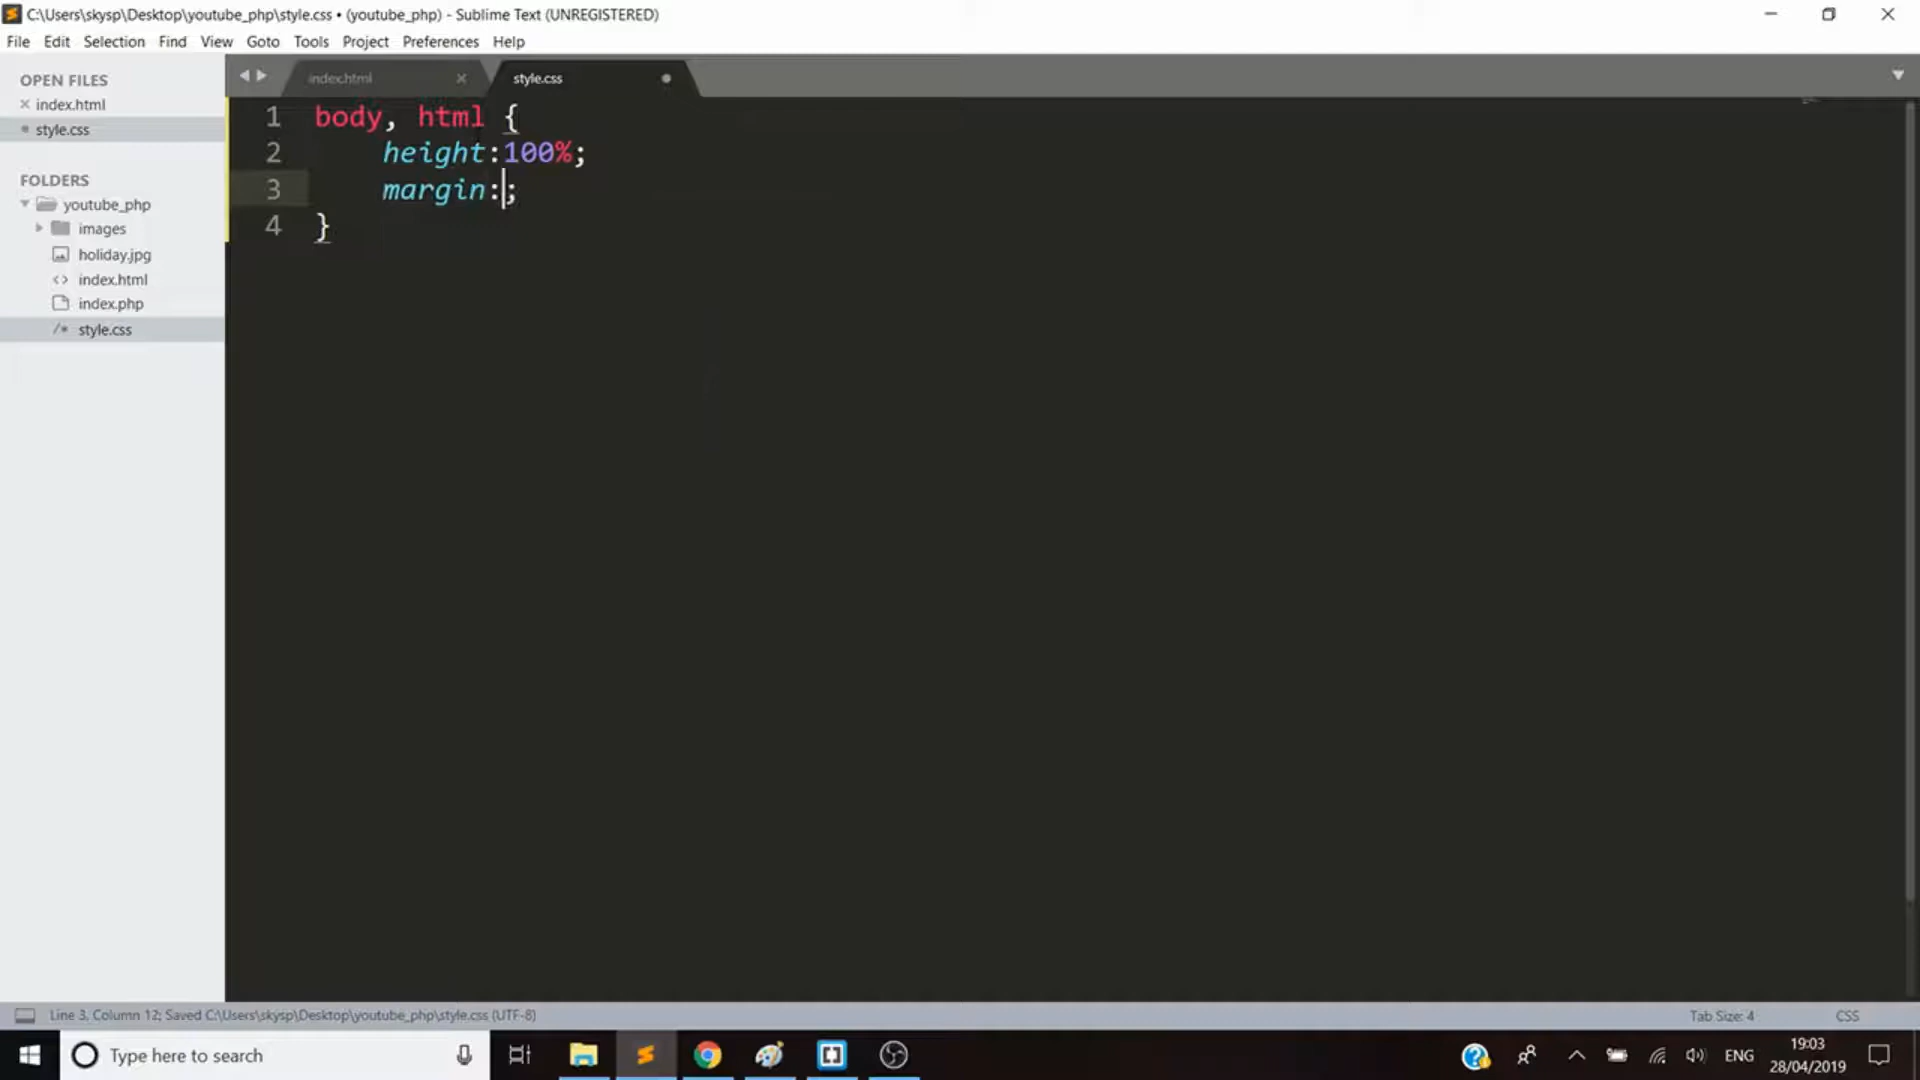 C:\Users\skysp\Desktop\youtube_php\style.css • (youtube_php) - Sublime Text (UNREGISTERED)
File Edit Selection Find View Goto Tools Project Preferences Help
OPEN FILES
index.html
style.css
FOLDERS
youtube_php
images
holiday.jpg
index.html
index.php
style.css
index.html
style.css
1 body, html {
2 height:100%;
3 margin:;
4 }
Line 3, Column 12; Saved C:\Users\skysp\Desktop\youtube_php\style.css (UTF-8)
Tab Size: 4
CSS
Type here to search
ENG
19:03
28/04/2019